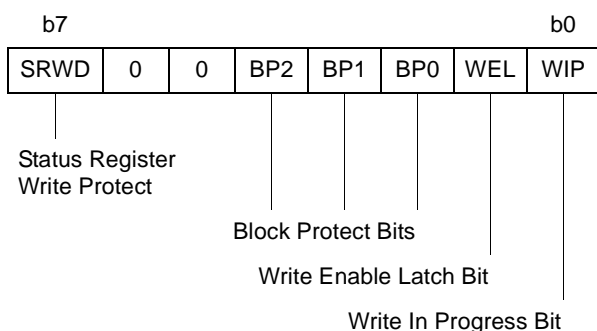 b7 b0
SRWD 0 0 BP2 BP1 BP0 WEL WIP
Status Register
Write Protect
Block Protect Bits
Write Enable Latch Bit
Write In Progress Bit